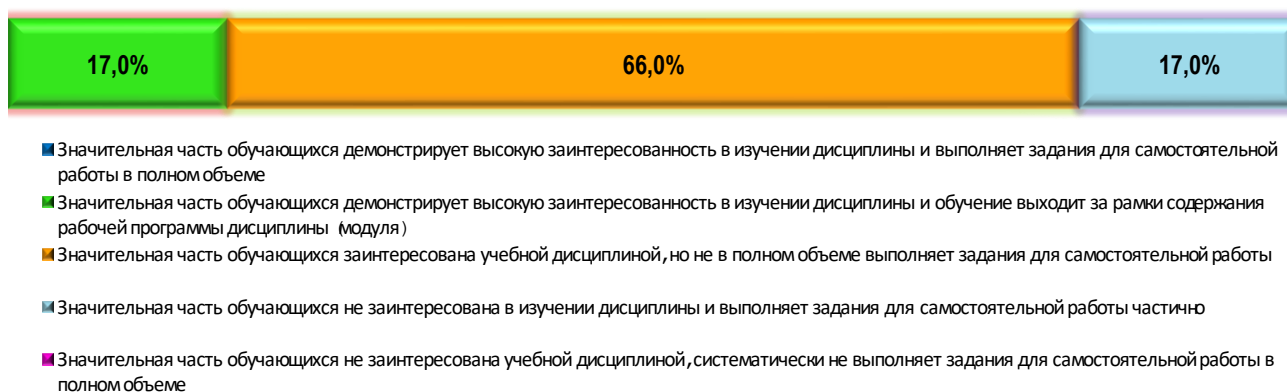 17,0% 66,0% 17,0%
Значительная часть обучающихся демонстрирует высокую заинтересованность в изучении дисциплины и выполняет задания для самостоятельной
работы в полном объеме
Значительная часть обучающихся демонстрирует высокую заинтересованность в изучении дисциплины и обучение выходит за рамки содержания
рабочей программы дисциплины (модуля)
Значительная часть обучающихся заинтересована учебной дисциплиной, но не в полном объеме выполняет задания для самостоятельной работы
Значительная часть обучающихся не заинтересована в изучении дисциплины и выполняет задания для самостоятельной работы частично
Значительная часть обучающихся не заинтересована учебной дисциплиной, систематически не выполняет задания для самостоятельной работы в
полном объеме